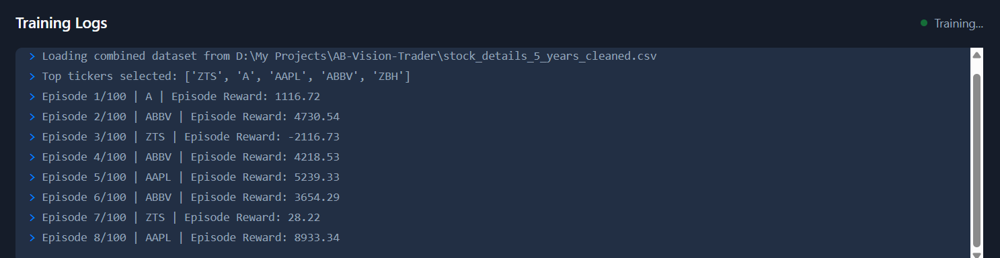 Training Logs
Training...
> Loading combined dataset from D:\My Projects\AB-Vision-Trader\stock_details_5_years_cleaned.csv
> Top tickers selected: ['ZTS', 'A', 'AAPL', 'ABBV', 'ZBH']
> Episode 1/100 | A | Episode Reward: 1116.72
> Episode 2/100 | ABBV | Episode Reward: 4730.54
> Episode 3/100 | ZTS | Episode Reward: -2116.73
> Episode 4/100 | ABBV | Episode Reward: 4218.53
> Episode 5/100 | AAPL | Episode Reward: 5239.33
> Episode 6/100 | ABBV | Episode Reward: 3654.29
> Episode 7/100 | ZTS | Episode Reward: 28.22
> Episode 8/100 | AAPL | Episode Reward: 8933.34